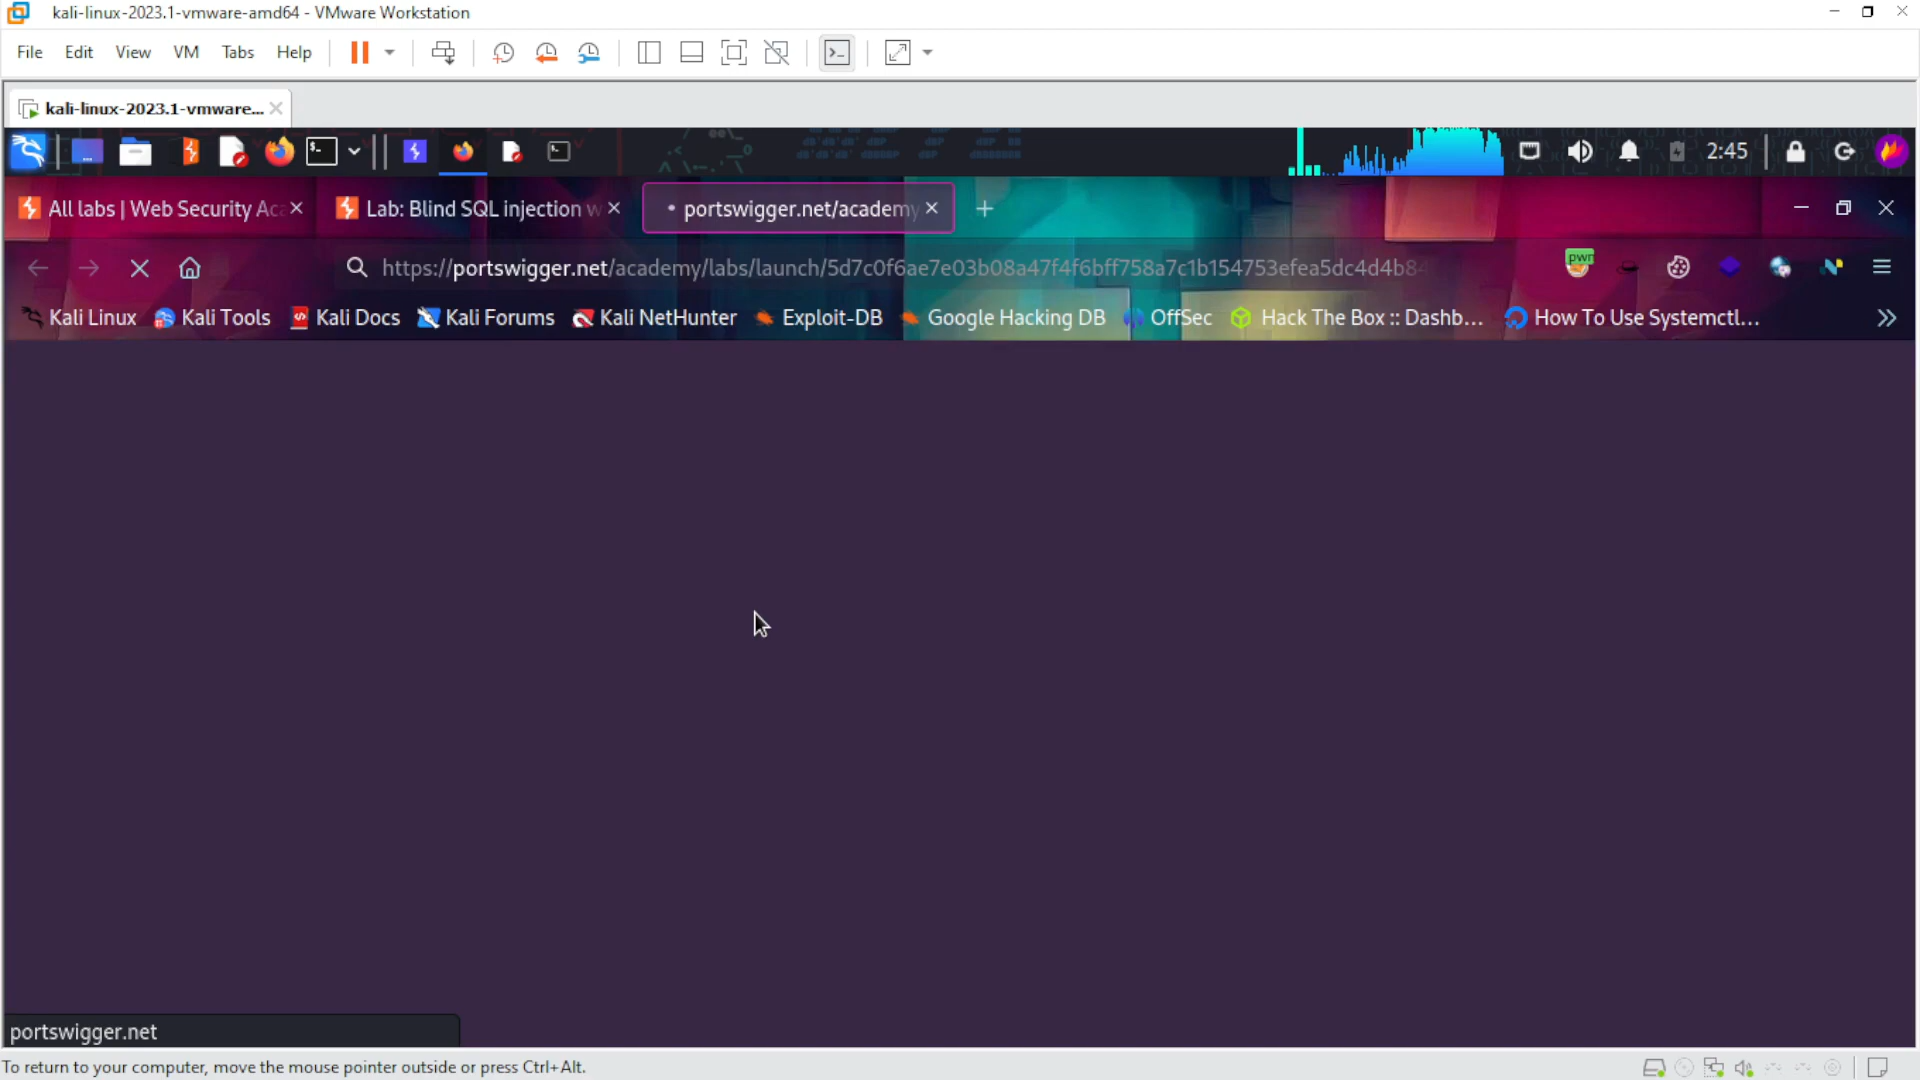 kali-linux-2023.1-vmware-amd64 - VMware Workstation
File Edit View VM Tabs Help
kali-linux-2023.1-vmware...
2:45
All labs | Web Security Aca
Lab: Blind SQL injection w
portswigger.net/academy
https://portswigger.net/academy/labs/launch/5d7c0f6ae7e03b08a47f4f6bff758a7c1b154753efea5dc4d4b84
pwn
Kali Linux Kali Tools Kali Docs Kali Forums Kali NetHunter Exploit-DB Google Hacking DB OffSec Hack The Box :: Dashb... How To Use Systemctl...
portswigger.net
To return to your computer, move the mouse pointer outside or press Ctrl+Alt.